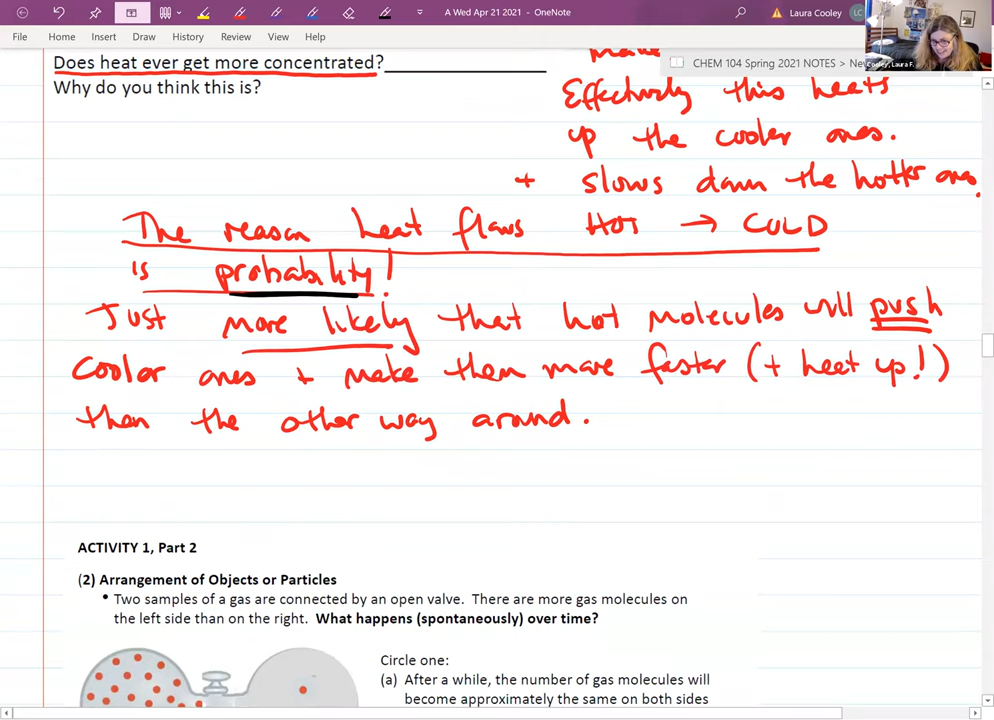 A Wed Apr 21 2021 - OneNote
Laura Cooley
LC
File Home Insert Draw History Review View Help
Cooley, Laura F.
CHEM 104 Spring 2021 NOTES > Ne
Does heat ever get more concentrated?
Why do you think this is?
make
Effectively this heats
up the cooler ones.
+ slows down the hotter ones.
The reason heat flows HOT → COLD
is probability!
Just more likely that hot molecules will push
cooler ones + make them move faster (+ heat up!)
than the other way around.
ACTIVITY 1, Part 2
(2) Arrangement of Objects or Particles
• Two samples of a gas are connected by an open valve. There are more gas molecules on
the left side than on the right. What happens (spontaneously) over time?
Circle one:
(a) After a while, the number of gas molecules will
become approximately the same on both sides